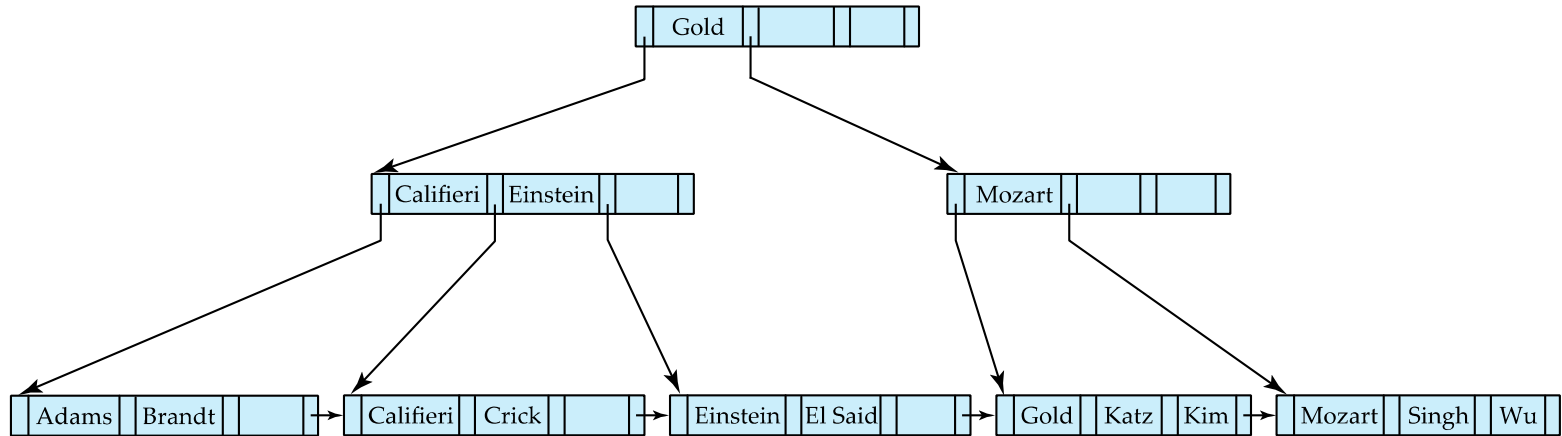 Gold
Califieri Einstein Mozart
Adams Brandt Califieri Crick Einstein El Said Gold Katz Kim Mozart Singh Wu